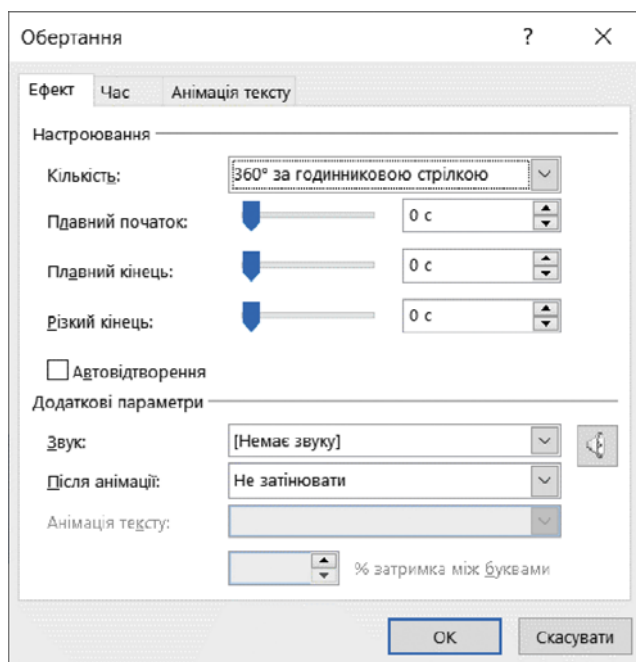 Обертання ?
Ефект Час Анімація тексту
Настроювання
Кількість: 360° за годинниковою стрілкою
Плавний початок: 0 с
Плавний кінець: 0 с
Різкий кінець: 0 с
Автовідтворення
Додаткові параметри
Звук: [Немає звуку]
Після анімації: Не затінювати
Анімація тексту:
% затримка між буквами
ОК Скасувати